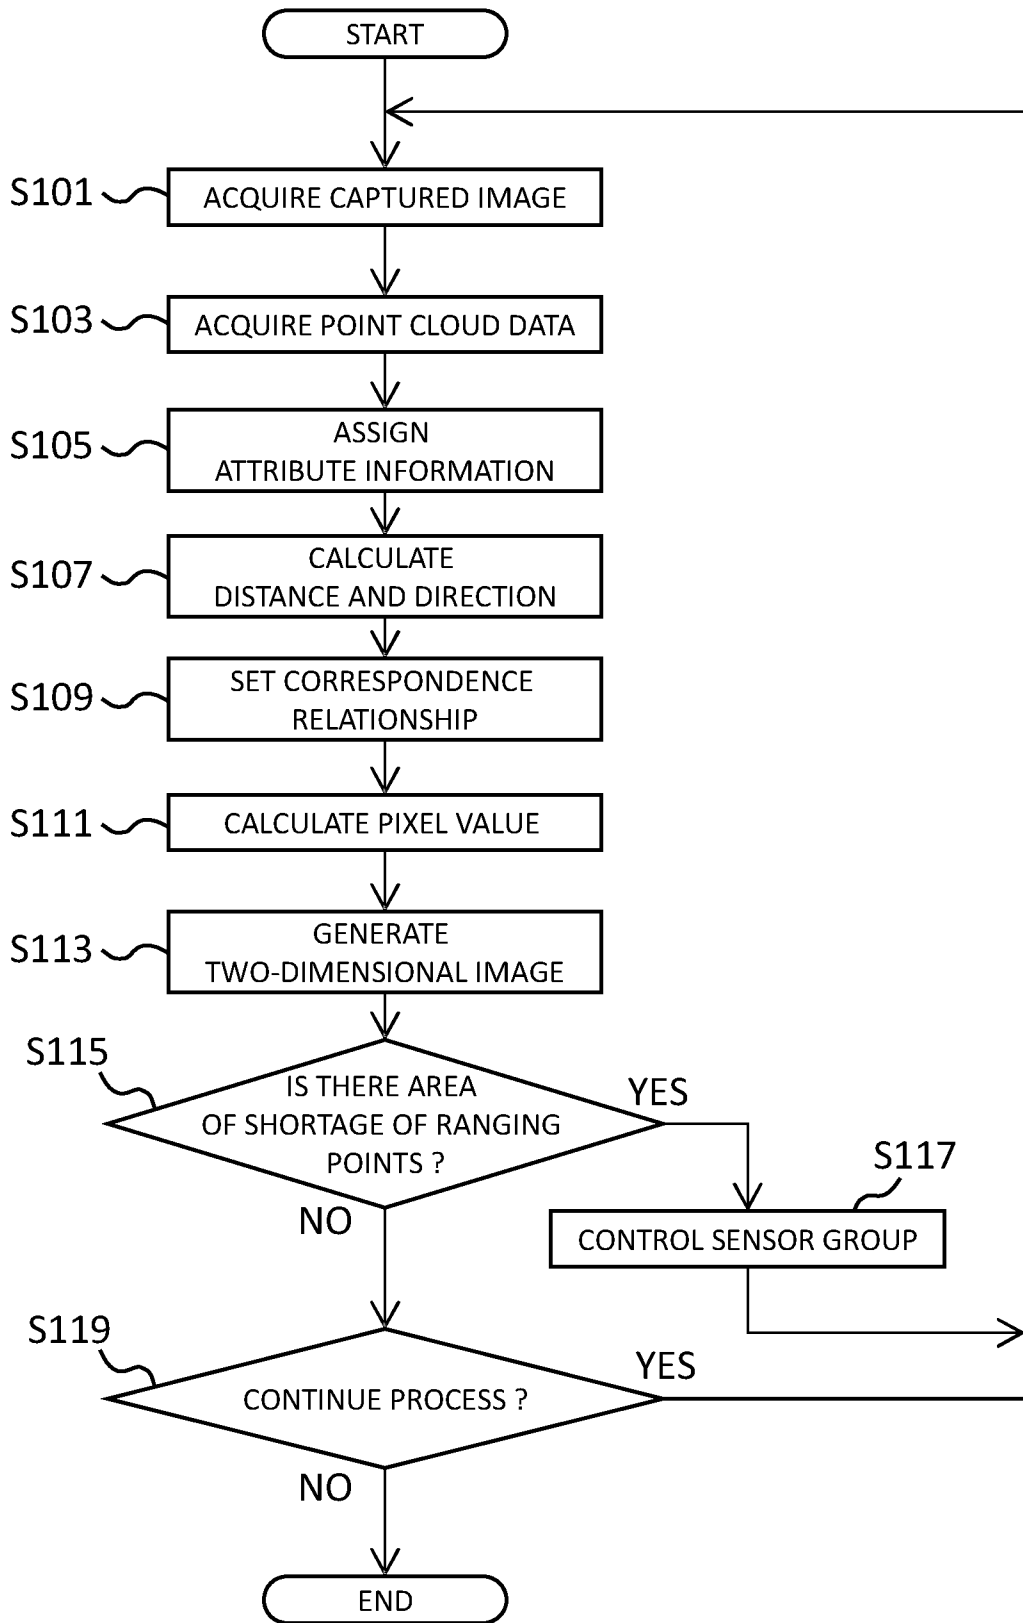 START
S101
ACQUIRE CAPTURED IMAGE
S103
ACQUIRE POINT CLOUD DATA
S105
ASSIGN
ATTRIBUTE INFORMATION
S107
CALCULATE
DISTANCE AND DIRECTION
S109
SET CORRESPONDENCE
RELATIONSHIP
S111
CALCULATE PIXEL VALUE
S113
GENERATE
TWO-DIMENSIONAL IMAGE
S115
IS THERE AREA
OF SHORTAGE OF RANGING
POINTS ?
YES
NO
S117
CONTROL SENSOR GROUP
S119
CONTINUE PROCESS ?
YES
NO
END